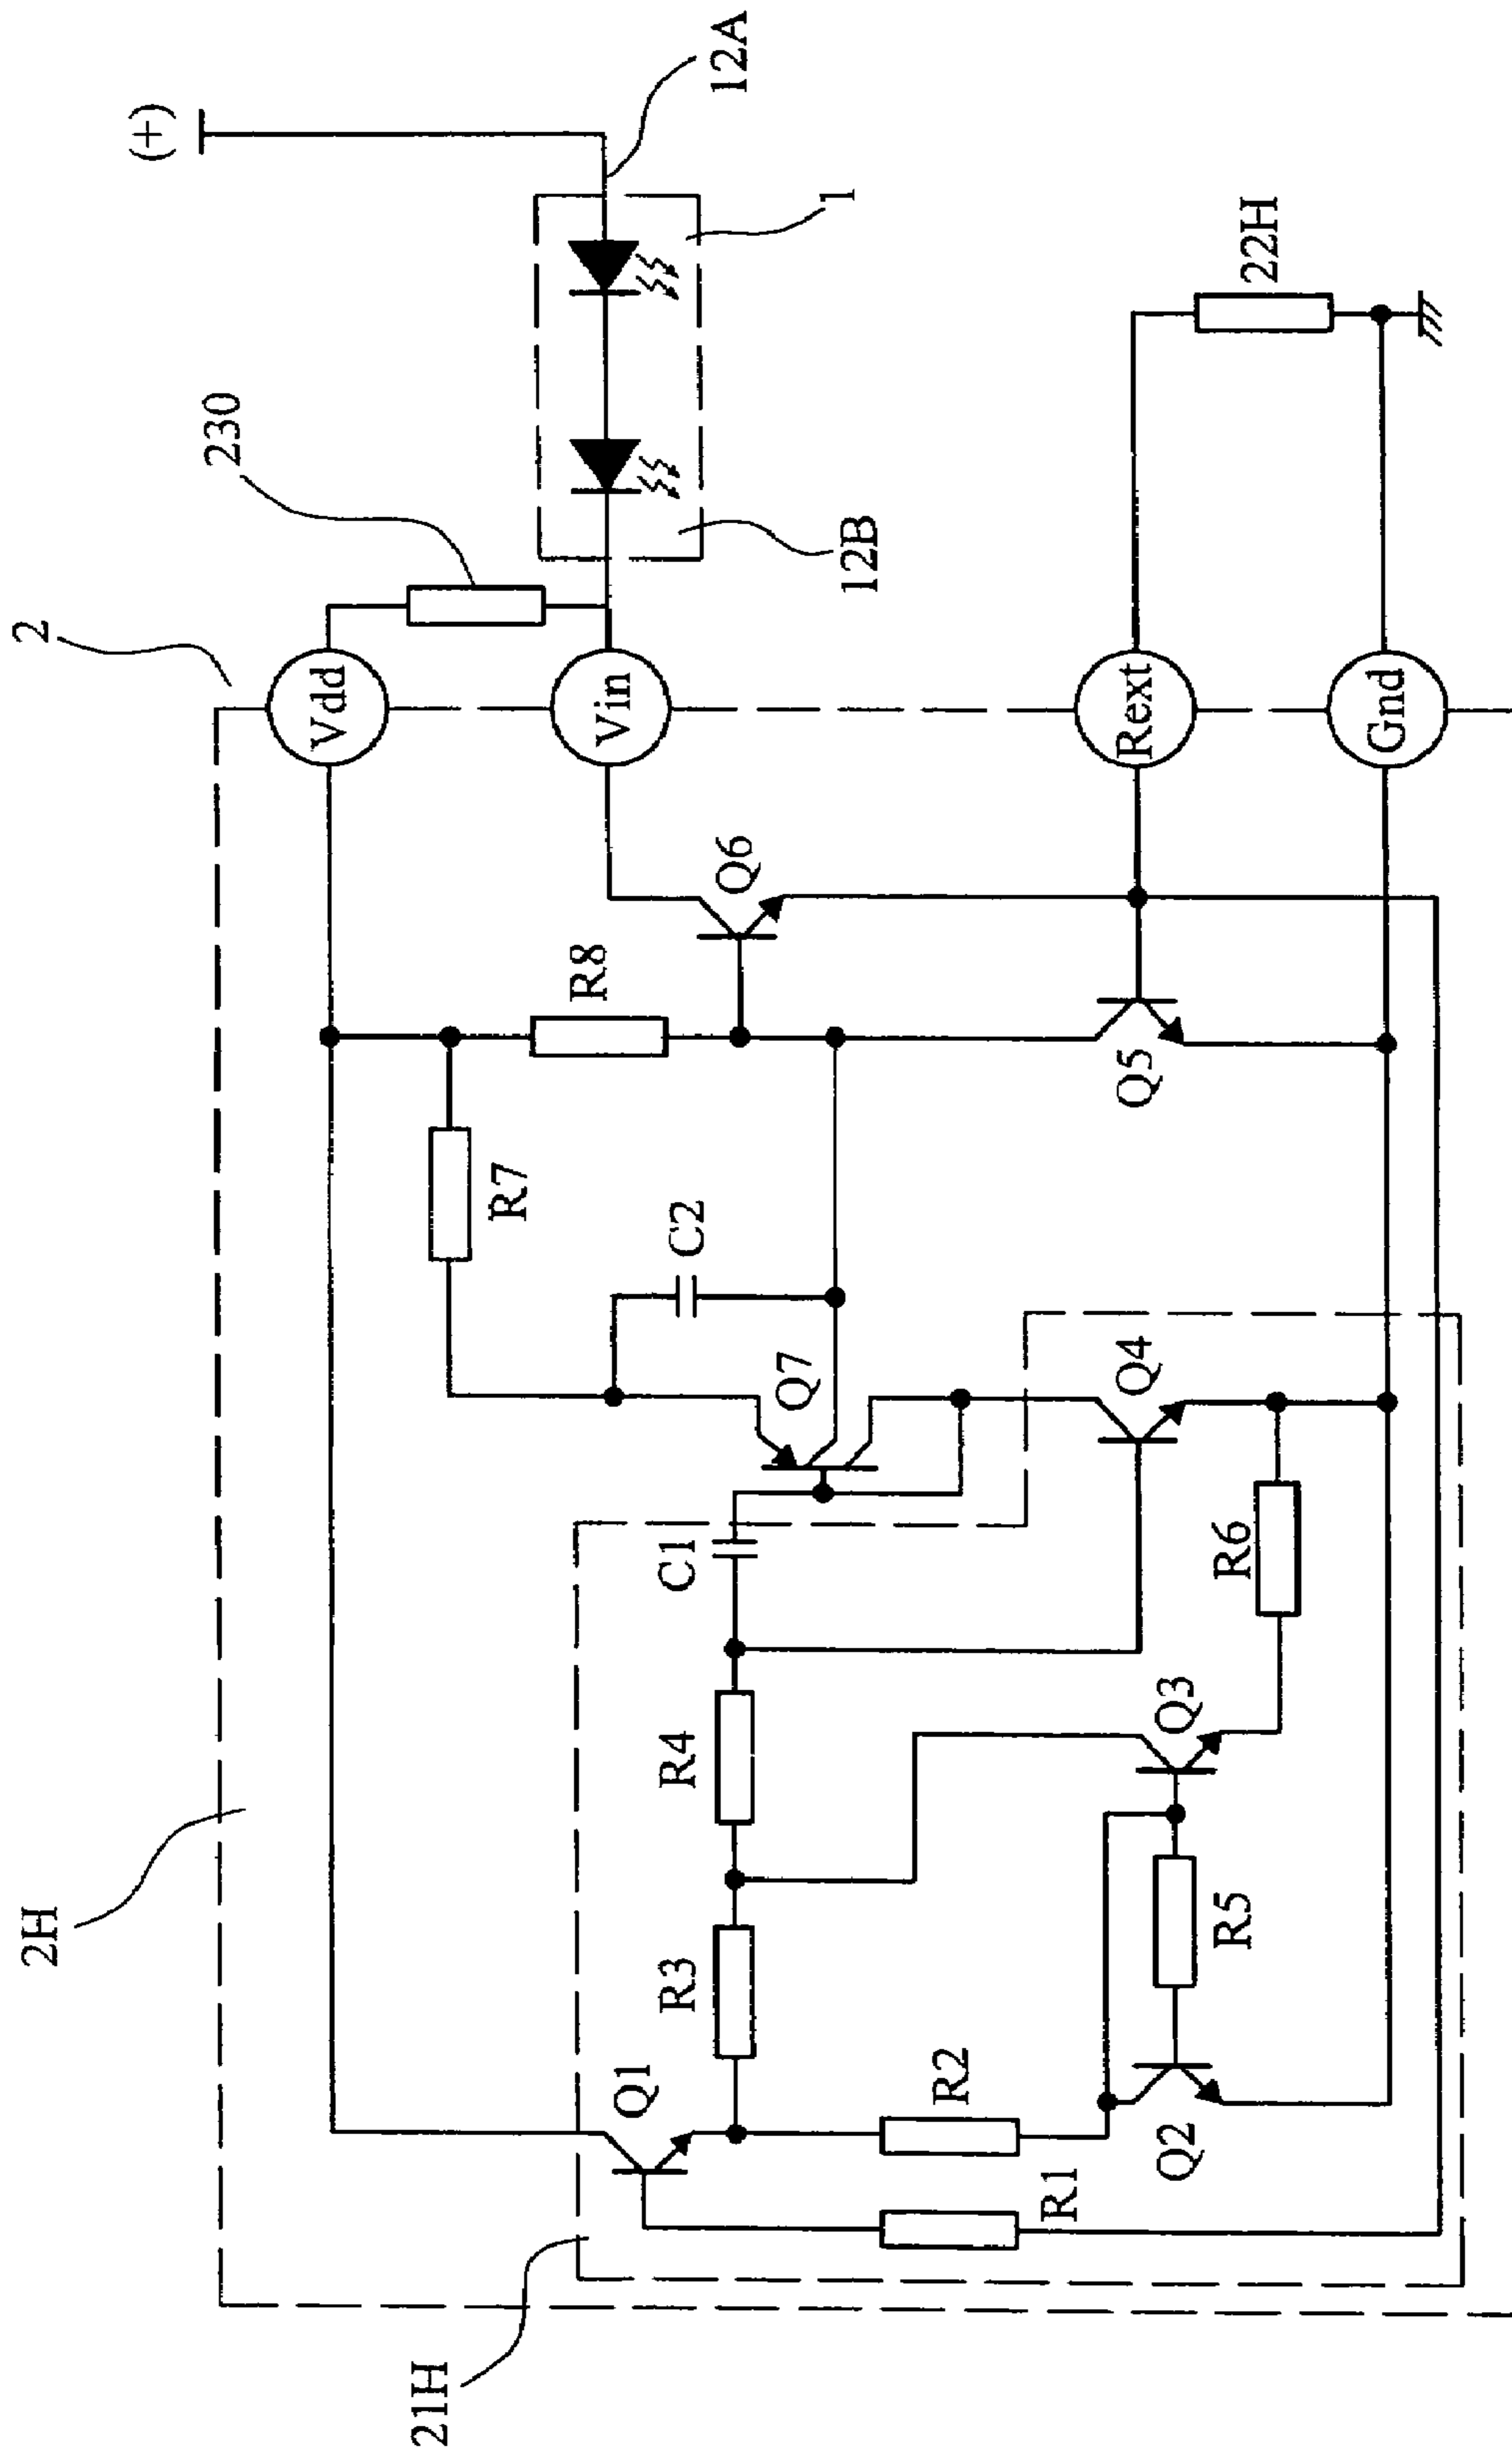 (+)
12A
1
12B
230
2
Vdd
Vin
Rext
Gnd
22H
Q6
R8
Q5
R7
C2
Q7
Q4
C1
R6
R4
Q3
R3
R5
Q1
R2
Q2
R1
2H
21H